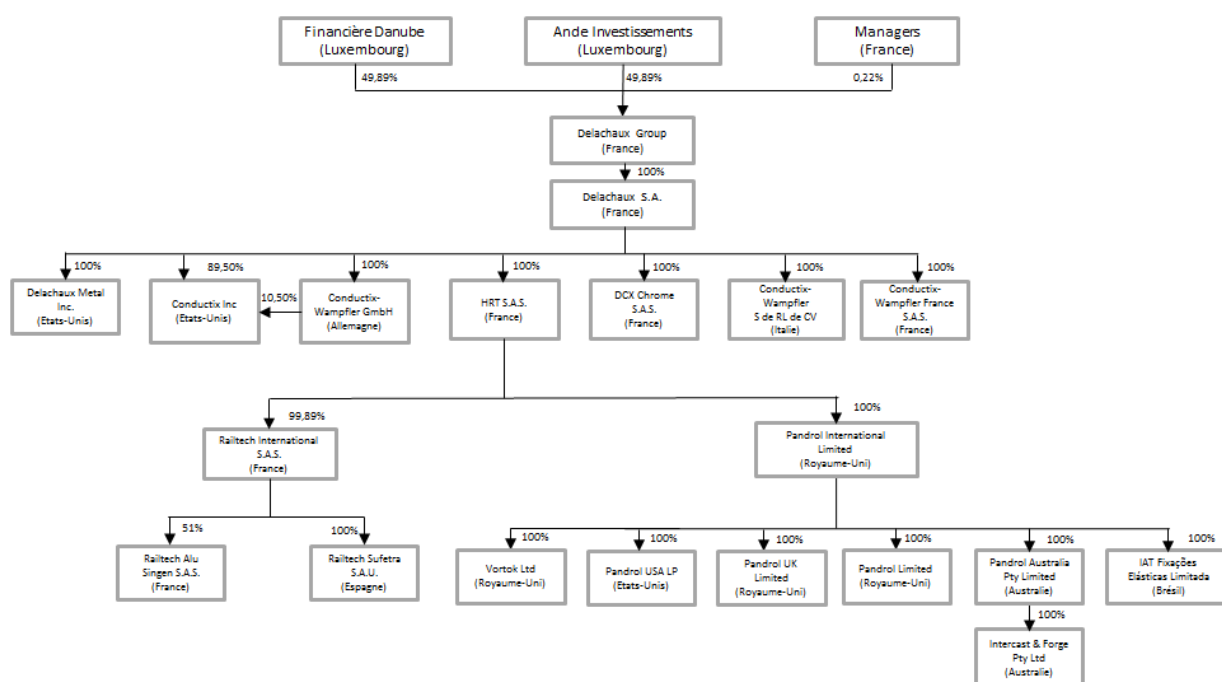 Financière Danube
(Luxembourg)
Ande Investissements
(Luxembourg)
Managers
(France)
49,89%
49,89%
0,22%
Delachaux Group
(France)
100%
Delachaux S.A.
(France)
100%
89,50%
100%
100%
100%
100%
100%
Delachaux Metal
Inc.
(Etats-Unis)
Conductix Inc
(Etats-Unis)
10,50%
Conductix-
Wampfler GmbH
(Allemagne)
HRT S.A.S.
(France)
DCX Chrome
S.A.S.
(France)
Conductix-
Wampfler
S de RL de CV
(Italie)
Conductix-
Wampfler France
S.A.S.
(France)
99,89%
100%
Railtech International
S.A.S.
(France)
Pandrol International
Limited
(Royaume-Uni)
51%
100%
100%
100%
100%
100%
100%
100%
Railtech Alu
Singen S.A.S.
(France)
Railtech Sufetra
S.A.U.
(Espagne)
Vortok Ltd
(Royaume-Uni)
Pandrol USA LP
(Etats-Unis)
Pandrol UK
Limited
(Royaume-Uni)
Pandrol Limited
(Royaume-Uni)
Pandrol Australia
Pty Limited
(Australie)
IAT Fixações
Elásticas Limitada
(Brésil)
100%
Intercast & Forge
Pty Ltd
(Australie)